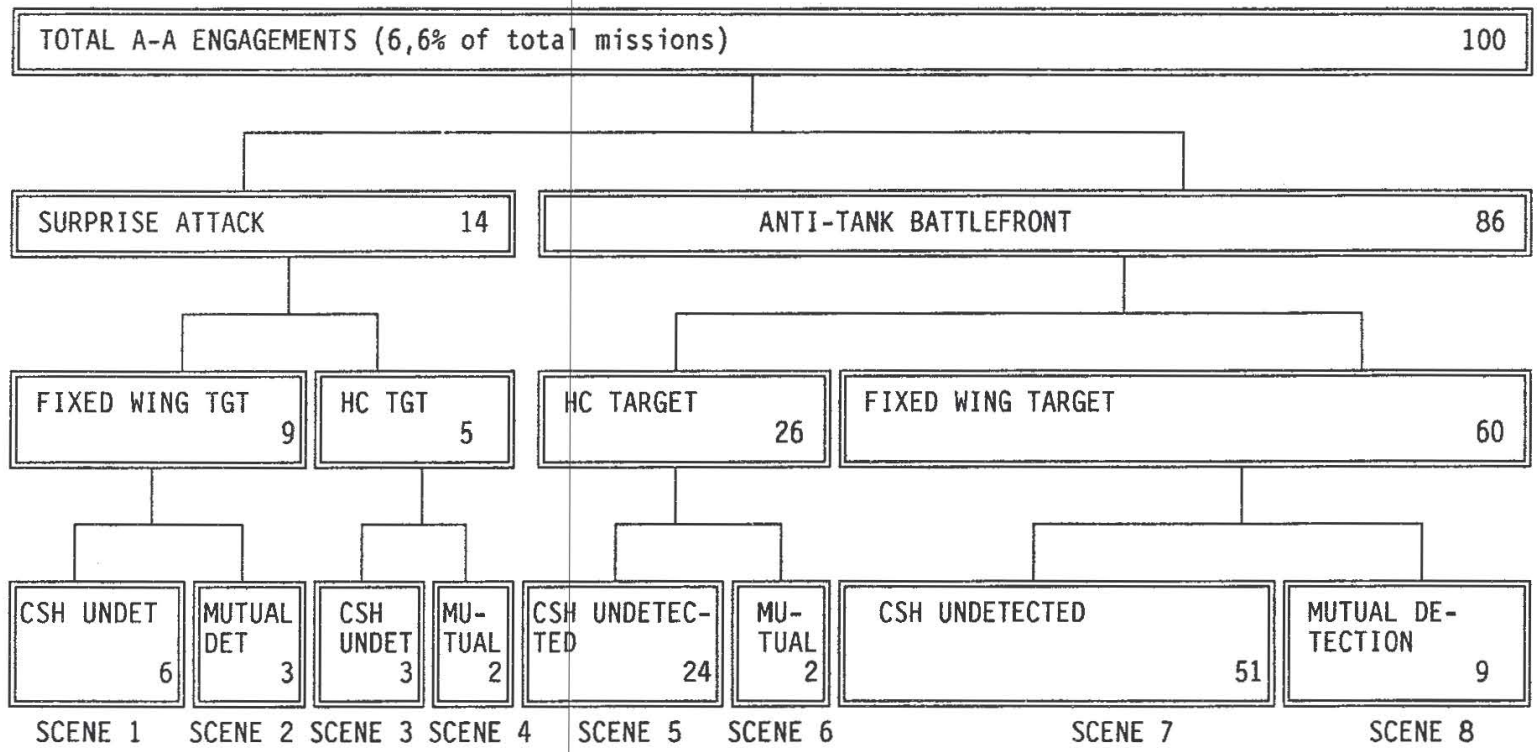 TOTAL A-A ENGAGEMENTS (6,6% of total missions) 100
SURPRISE ATTACK 14
ANTI-TANK BATTLEFRONT 86
FIXED WING TGT
9
HC TGT
5
HC TARGET
26
FIXED WING TARGET
60
CSH UNDET
6
MUTUAL
DET
3
CSH
UNDET
3
MU-
TUAL
2
CSH UNDETEC-
TED
24
MU-
TUAL
2
CSH UNDETECTED
51
MUTUAL DE-
TECTION
9
SCENE 1 SCENE 2 SCENE 3 SCENE 4 SCENE 5 SCENE 6 SCENE 7 SCENE 8